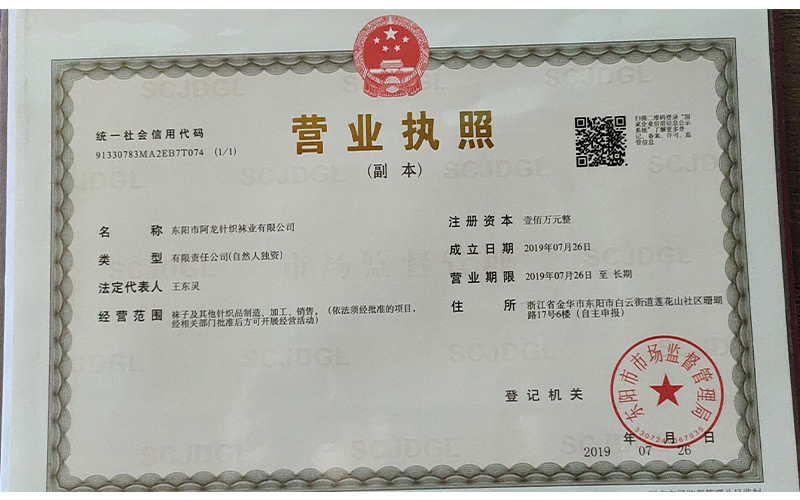 统一社会信用代码
91330783MA2EB7T074 (1/1)
营业执照
(副 本)
扫描二维码登录“国
家企业信用信息公示
系统”了解更多登
记、备案、许可、监
管信息
名 称 东阳市阿龙针织袜业有限公司
类 型 有限责任公司(自然人独资)
法定代表人 王东灵
经营范围 袜子及其他针织品制造、加工、销售。(依法须经批准的项目,
经相关部门批准后方可开展经营活动)
注册资本 壹佰万元整
成立日期 2019年07月26日
营业期限 2019年07月26日 至 长期
住 所 浙江省金华市东阳市白云街道莲花山社区珊瑚
路17号6楼(自主申报)
登记机关
东阳市市场监督管理局
年 月 日
2019 07 26
SCJDGL
市场监督管理